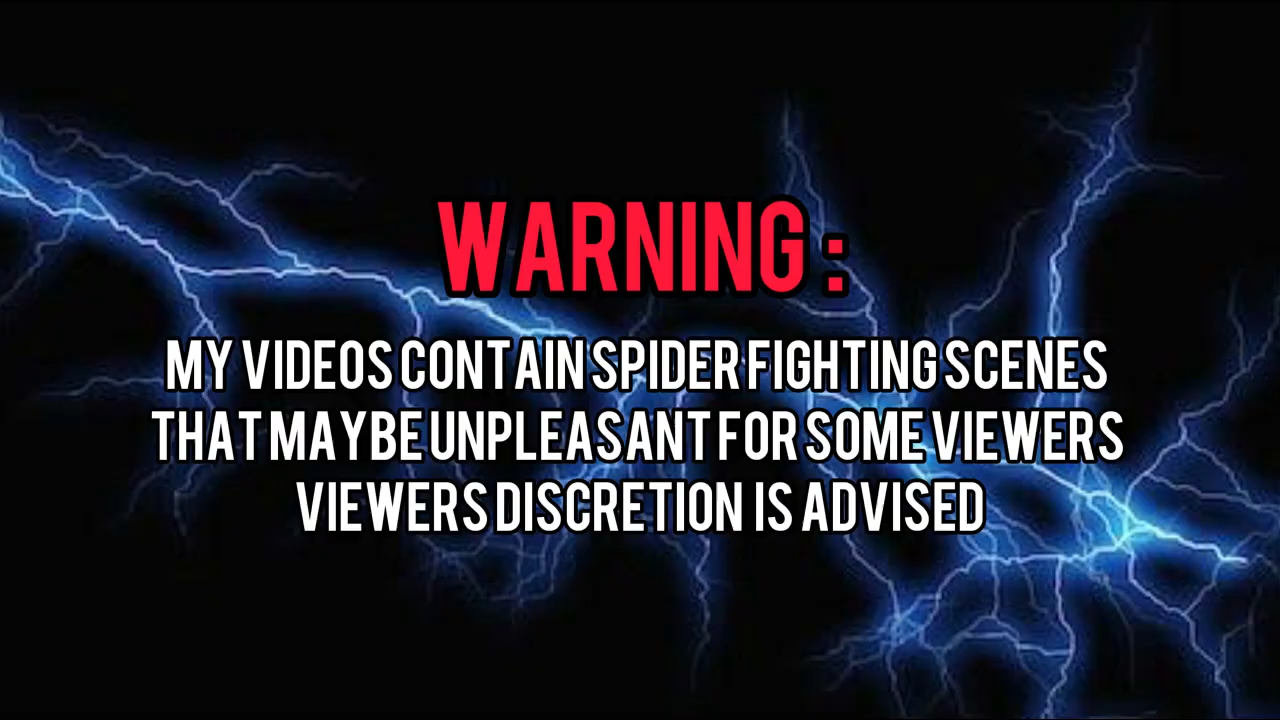 WARNING :
MY VIDEOS CONTAIN SPIDER FIGHTING SCENES
THAT MAYBE UNPLEASANT FOR SOME VIEWERS
VIEWERS DISCRETION IS ADVISED